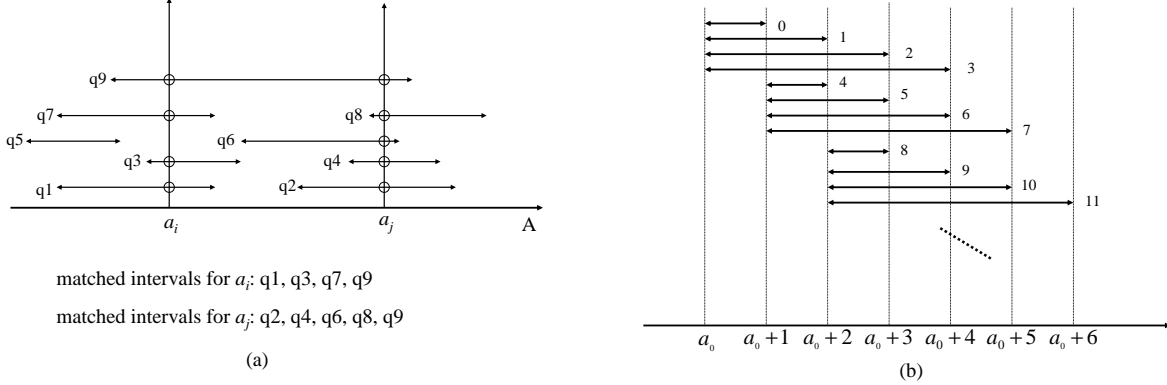 q9
q7
q8
q5
q6
q3
q4
q1
q2
a_i
a_j
A
matched intervals for a_i: q1, q3, q7, q9
matched intervals for a_j: q2, q4, q6, q8, q9
(a)
0
1
2
3
4
5
6
7
8
9
10
11
a_0 a_0+1 a_0+2 a_0+3 a_0+4 a_0+5 a_0+6
(b)